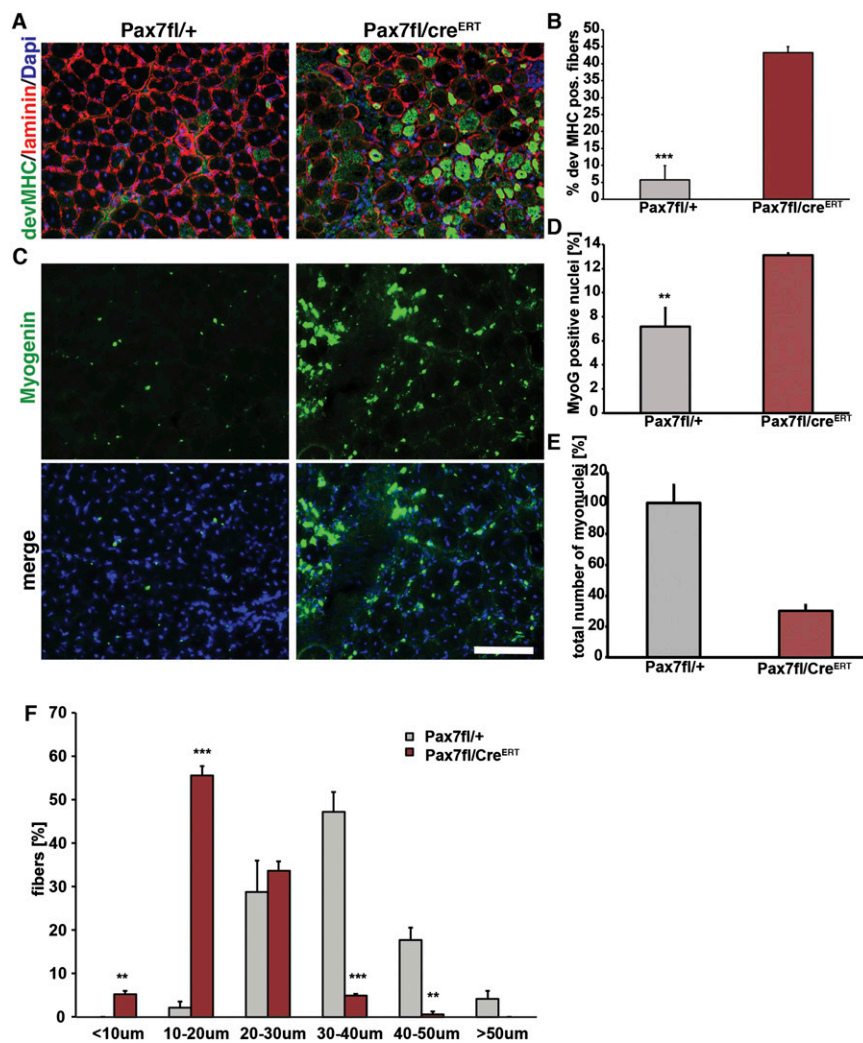 A
Pax7fl/+
Pax7fl/creERT
devMHC/laminin/Dapi
B
% dev MHC pos. fibers
50
45
40
35
30
25
20
15
10
5
0
***
Pax7fl/+
Pax7fl/creERT
C
Myogenin
merge
D
MyoG positive nuclei [%]
14
12
10
8
6
4
2
0
**
Pax7fl/+
Pax7fl/creERT
E
total number of myonuclei [%]
120
100
80
60
40
20
0
Pax7fl/+
Pax7fl/CreERT
F
fibers [%]
70
60
50
40
30
20
10
0
Pax7fl/+
Pax7fl/CreERT
**
***
***
**
<10um
10-20um
20-30um
30-40um
40-50um
>50um